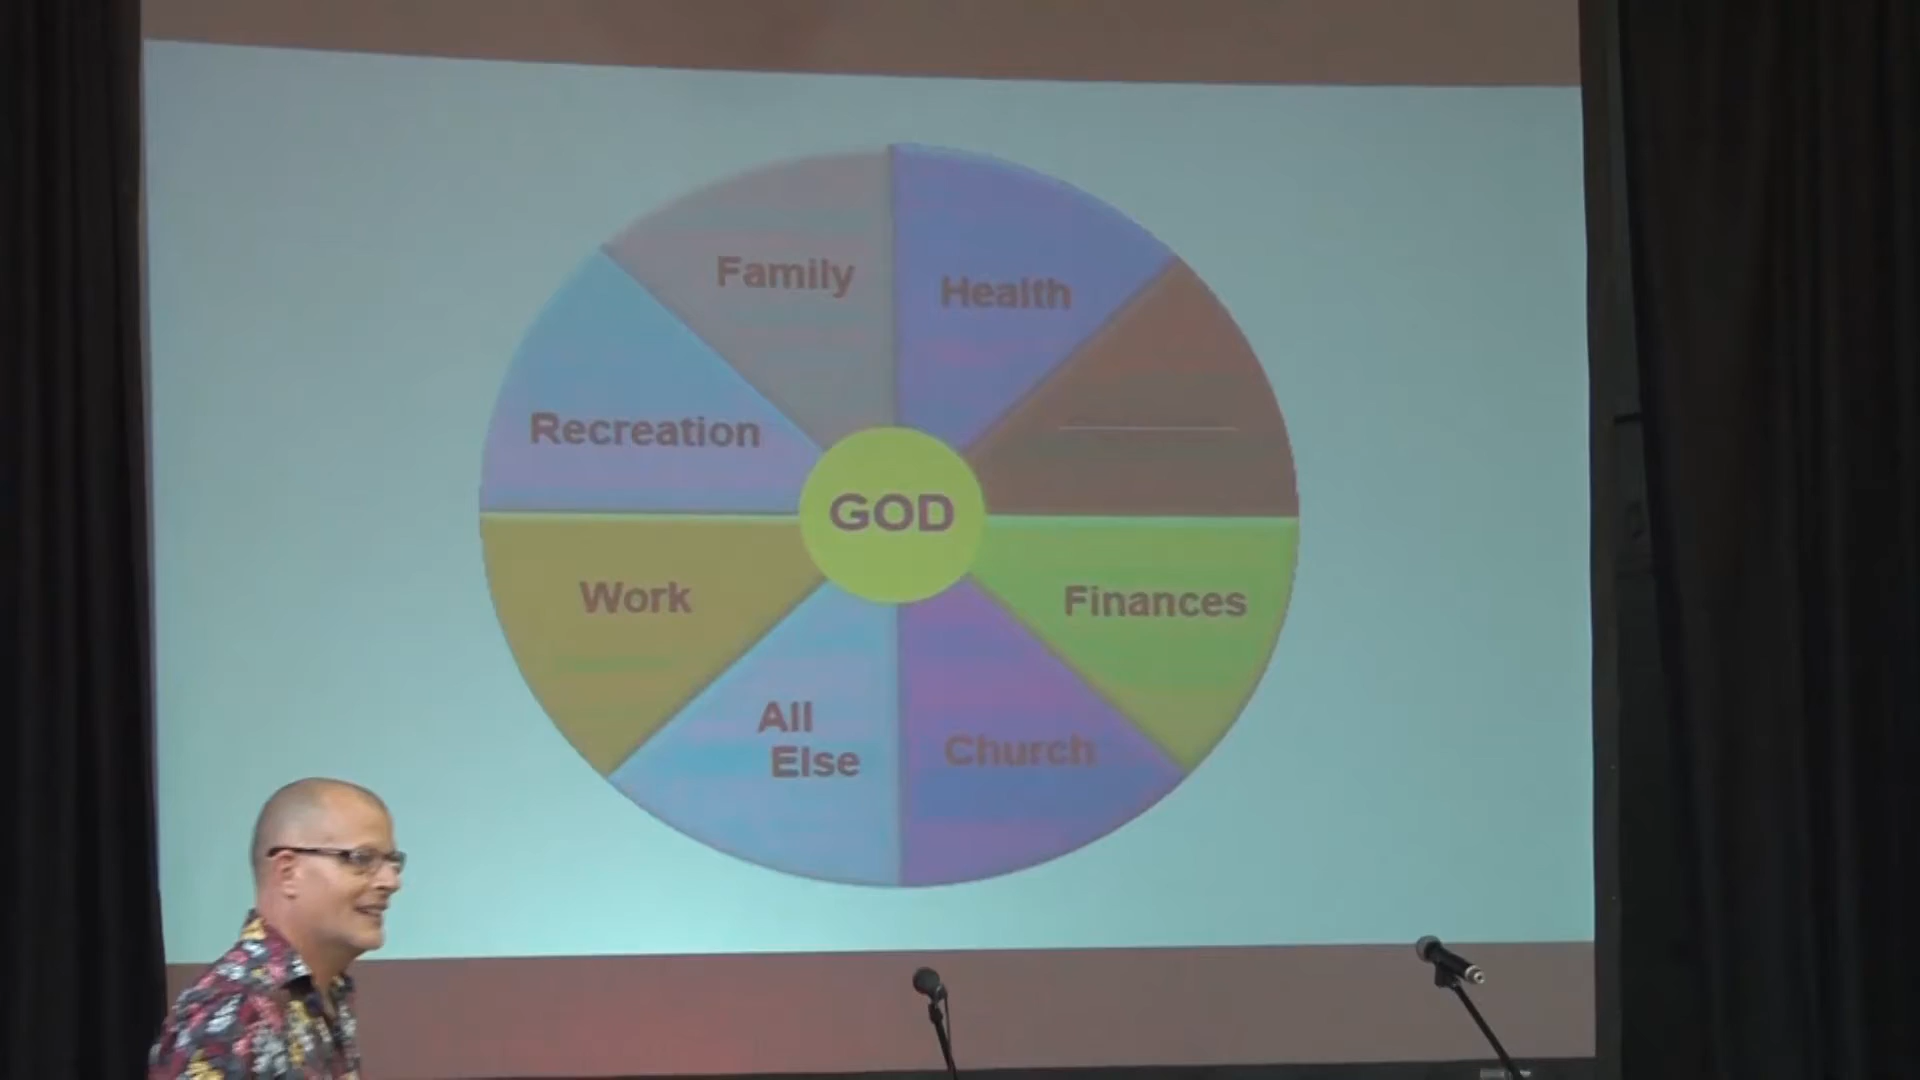 Family
Health
Recreation
GOD
Work
Finances
All
Else
Church